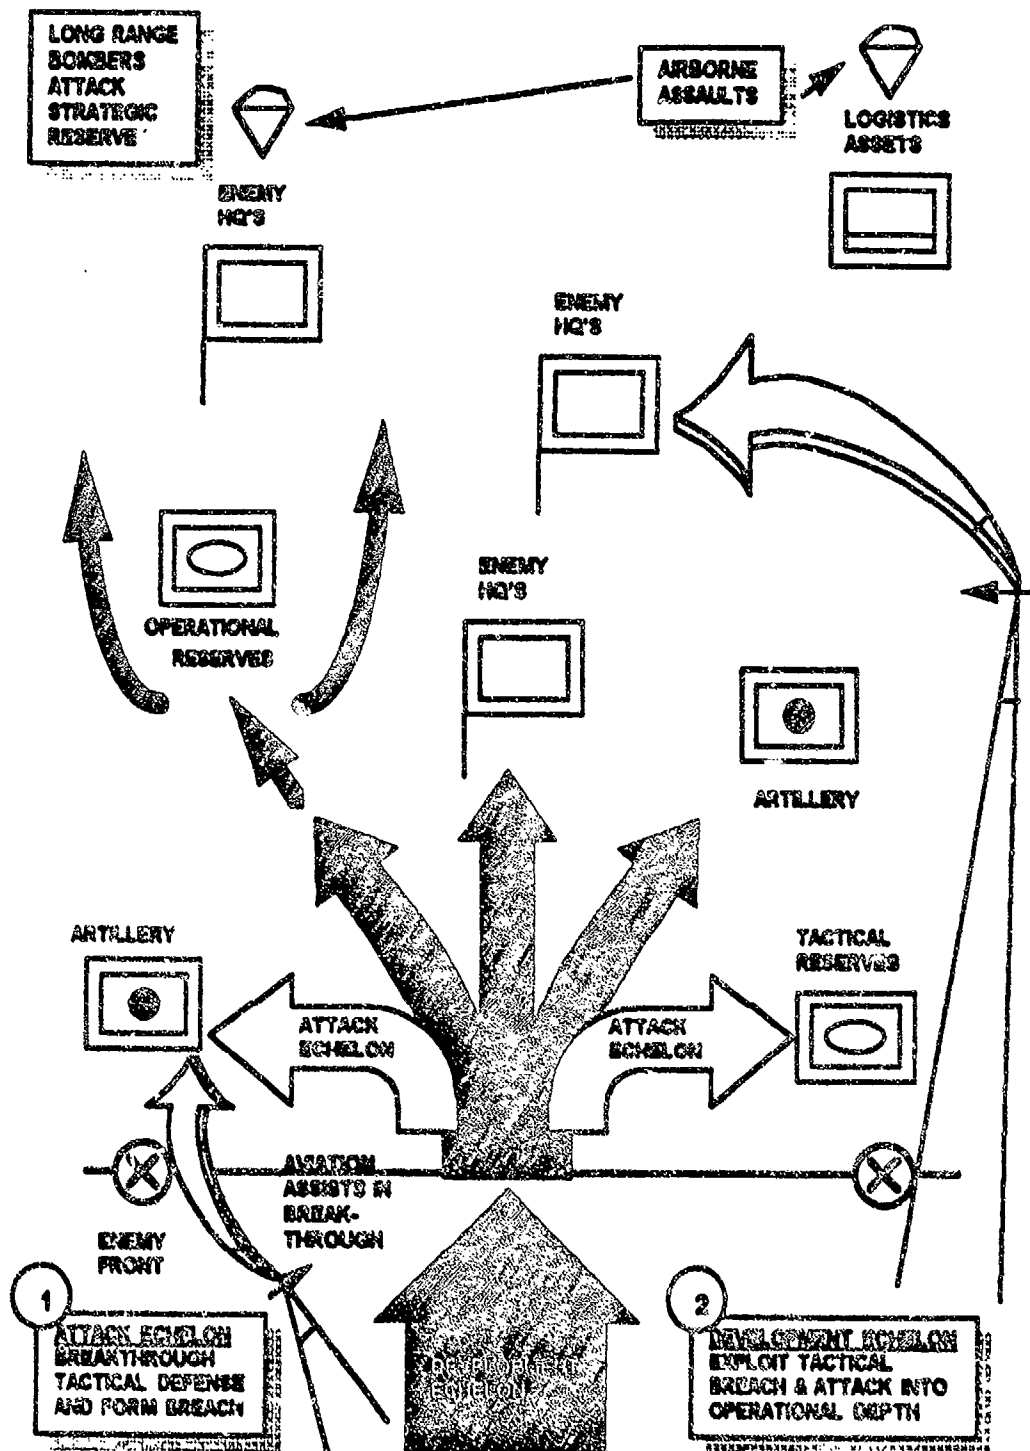 LONG RANGE
BOMBERS
ATTACK
STRATEGIC
RESERVE
AIRBORNE
ASSAULTS
LOGISTICS
ASSETS
ENEMY
HQ'S
ENEMY
HQ'S
ENEMY
HQ'S
OPERATIONAL
RESERVES
ARTILLERY
ARTILLERY
TACTICAL
RESERVES
ATTACK
ECHELON
ATTACK
ECHELON
AVIATION
ASSISTS IN
BREAK-
THROUGH
ENEMY
FRONT
1
ATTACK ECHELON
BREAKTHROUGH
TACTICAL DEFENSE
AND FORM BREACH
DEVELOPMENT
ECHELON
2
DEVELOPMENT ECHELON
EXPLOIT TACTICAL
BREACH & ATTACK INTO
OPERATIONAL DEPTH